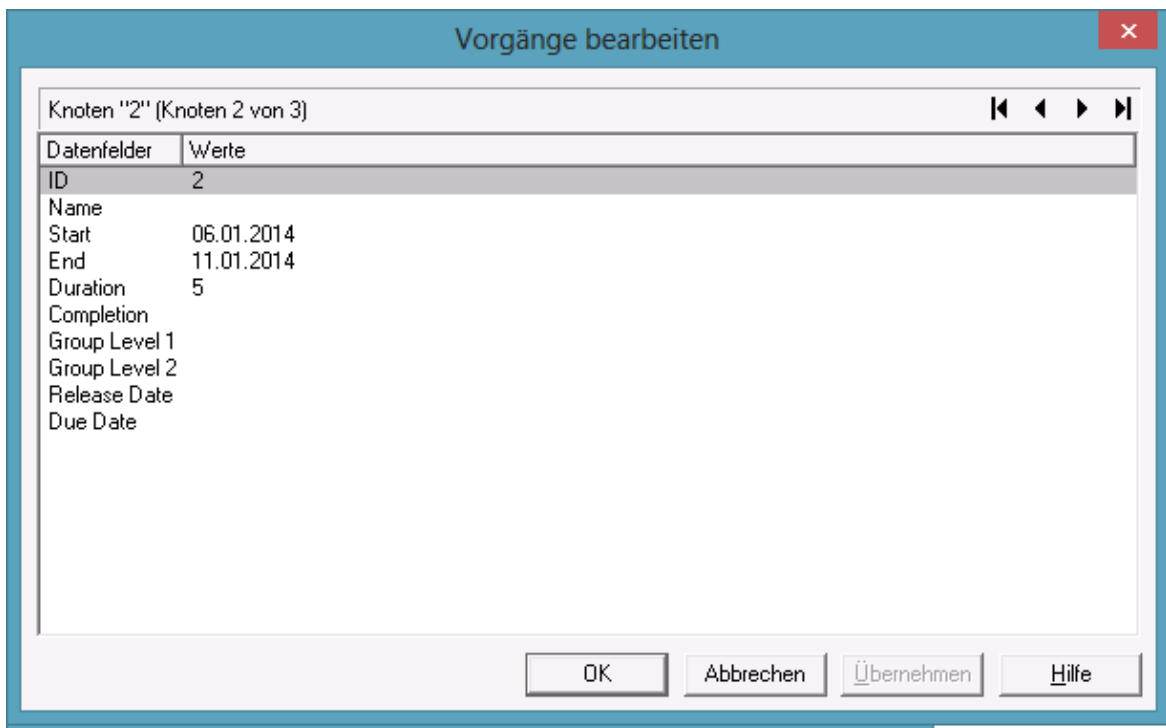 Vorgänge bearbeiten
Knoten "2" (Knoten 2 von 3)
Datenfelder Werte
ID 2
Name
Start 06.01.2014
End 11.01.2014
Duration 5
Completion
Group Level 1
Group Level 2
Release Date
Due Date
OK Abbrechen Übernehmen Hilfe